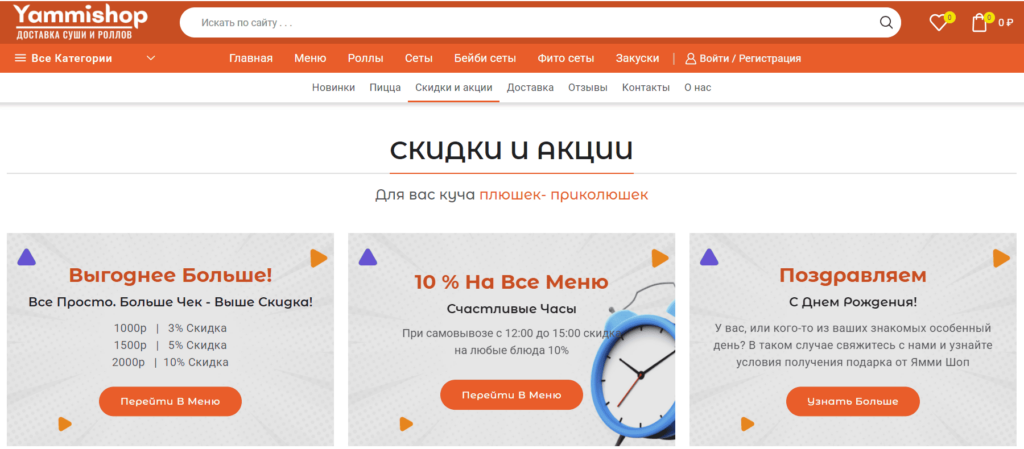 Yammishop
ДОСТАВКА СУШИ И РОЛЛОВ
Искать по сайту . . .
0
0
0 ₽
Все Категории
Главная Меню Роллы Сеты Бейби сеты Фито сеты Закуски | Войти / Регистрация
Новинки Пицца Скидки и акции Доставка Отзывы Контакты О нас
СКИДКИ И АКЦИИ
Для вас куча плюшек- приколюшек
Выгоднее Больше!
Все Просто. Больше Чек - Выше Скидка!
1000р | 3% Скидка
1500р | 5% Скидка
2000р | 10% Скидка
Перейти В Меню
10 % На Все Меню
Счастливые Часы
При самовывозе с 12:00 до 15:00 скидка
на любые блюда 10%
Перейти В Меню
Поздравляем
С Днем Рождения!
У вас, или кого-то из ваших знакомых особенный
день? В таком случае свяжитесь с нами и узнайте
условия получения подарка от Ямми Шоп
Узнать Больше